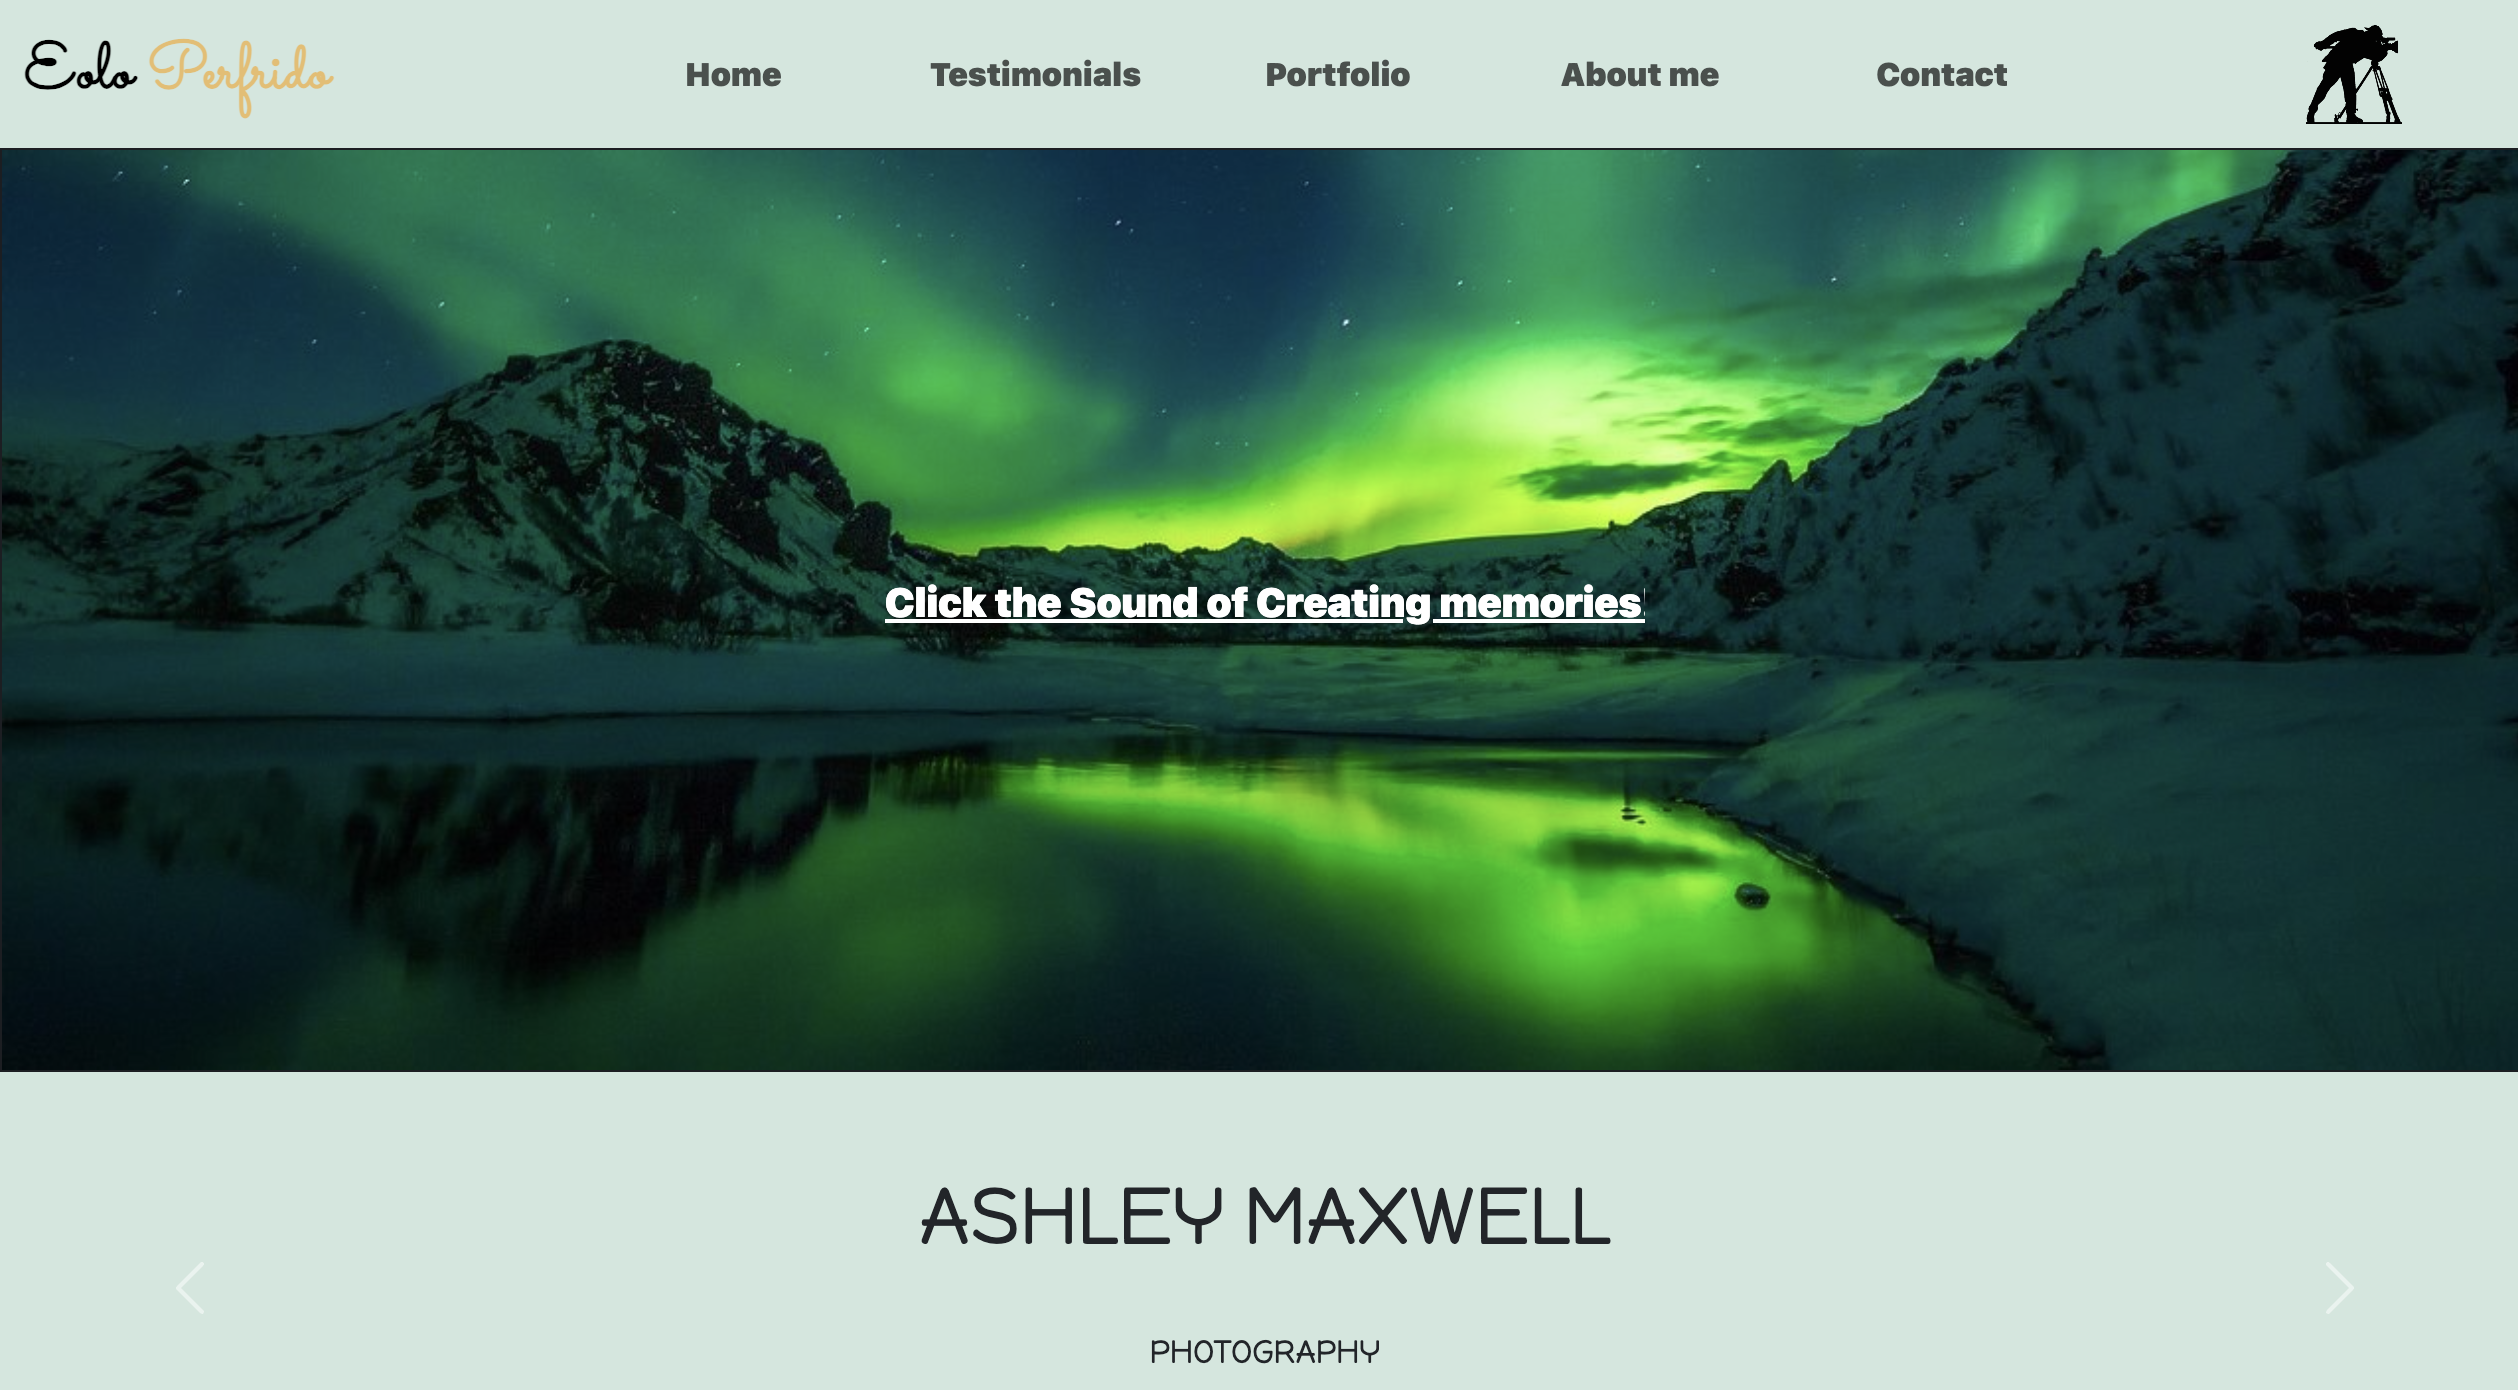 Eolo Perfrido
Home Testimonials Portfolio About me Contact
Click the Sound of Creating memories
ASHLEY MAXWELL
PHOTOGRAPHY